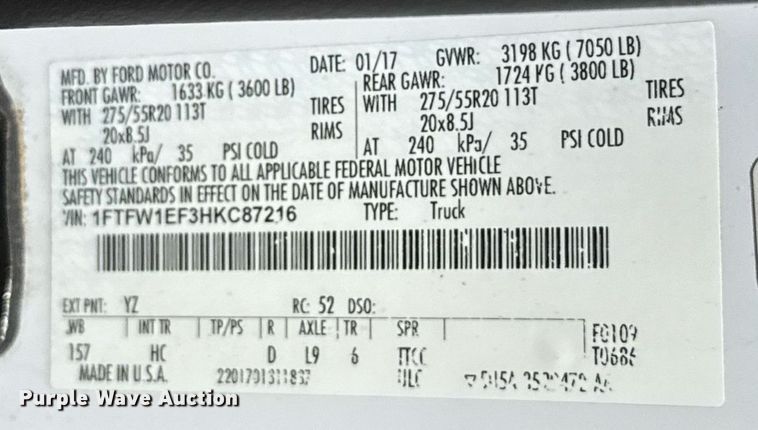 MFD. BY FORD MOTOR CO. DATE: 01/17 GVWR: 3198 KG ( 7050 LB)
FRONT GAWR: 1633 KG ( 3600 LB) REAR GAWR: 1724 KG ( 3800 LB)
WITH 275/55R20 113T TIRES WITH 275/55R20 113T TIRES
20x8.5J RIMS 20x8.5J RIMS
AT 240 kPa/ 35 PSI COLD AT 240 kPa/ 35 PSI COLD
THIS VEHICLE CONFORMS TO ALL APPLICABLE FEDERAL MOTOR VEHICLE
SAFETY STANDARDS IN EFFECT ON THE DATE OF MANUFACTURE SHOWN ABOVE.
VIN: 1FTFW1EF3HKC87216 TYPE: Truck
EXT PNT: YZ RC: 52 DSO:
WB INT TR TP/PS R AXLE TR SPR F0109
157 HC D L9 6 T0686
MADE IN U.S.A.
Purple Wave Auction